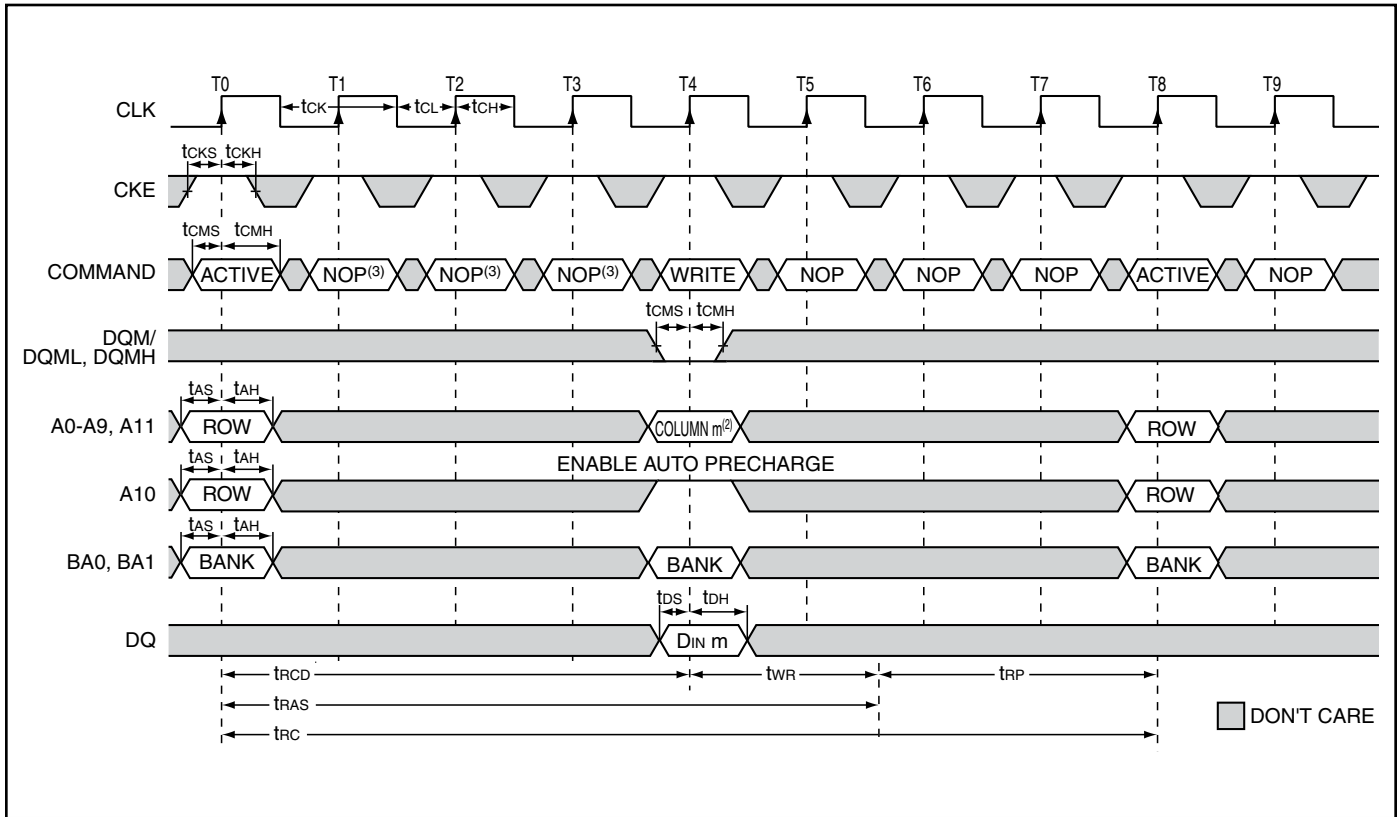 T0 T1 T2 T3 T4 T5 T6 T7 T8 T9
CLK tCK tCL tCH
tCKS tCKH
CKE
tCMS tCMH
COMMAND ACTIVE NOP(3) NOP(3) NOP(3) WRITE NOP NOP NOP ACTIVE NOP
tCMS tCMH
DQM/
DQML, DQMH
tAS tAH
A0-A9, A11 ROW COLUMN m(2) ROW
ENABLE AUTO PRECHARGE
tAS tAH
A10 ROW ROW
tAS tAH
BA0, BA1 BANK BANK BANK
tDS tDH
DQ DIN m
tRCD tWR tRP
tRAS
DON'T CARE
tRC